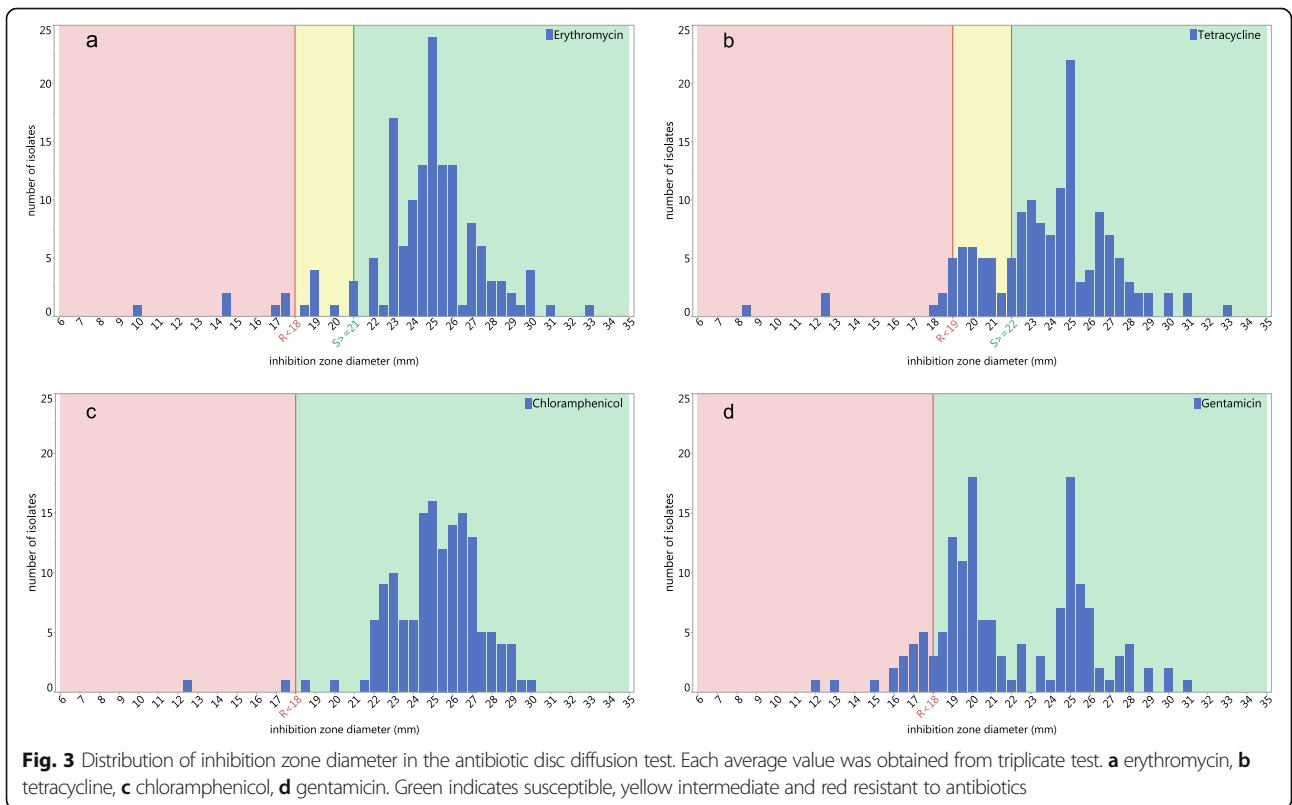 a
Erythromycin
25
20
15
10
5
0
number of isolates
6 7 8 9 10 11 12 13 14 15 16 17 R<18 19 20 S>=21 22 23 24 25 26 27 28 29 30 31 32 33 34 35
inhibition zone diameter (mm)
b
Tetracycline
25
20
15
10
5
0
number of isolates
6 7 8 9 10 11 12 13 14 15 16 17 18 R<19 20 21 S>=22 23 24 25 26 27 28 29 30 31 32 33 34 35
inhibition zone diameter (mm)
c
Chloramphenicol
25
20
15
10
5
0
number of isolates
6 7 8 9 10 11 12 13 14 15 16 17 R<18 19 20 21 22 23 24 25 26 27 28 29 30 31 32 33 34 35
inhibition zone diameter (mm)
d
Gentamicin
25
20
15
10
5
0
number of isolates
6 7 8 9 10 11 12 13 14 15 16 17 R<18 19 20 21 22 23 24 25 26 27 28 29 30 31 32 33 34 35
inhibition zone diameter (mm)
Fig. 3 Distribution of inhibition zone diameter in the antibiotic disc diffusion test. Each average value was obtained from triplicate test. a erythromycin, b
tetracycline, c chloramphenicol, d gentamicin. Green indicates susceptible, yellow intermediate and red resistant to antibiotics